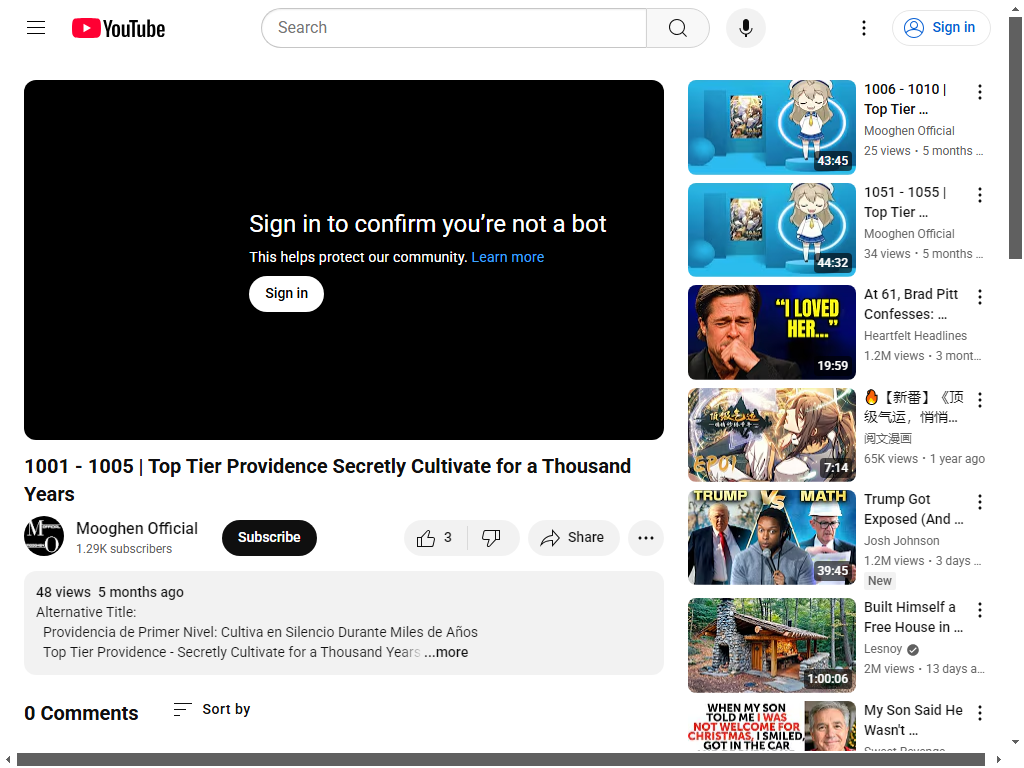 YouTube
Search
Sign in
Sign in to confirm you’re not a bot
This helps protect our community. Learn more
Sign in
1001 - 1005 | Top Tier Providence Secretly Cultivate for a Thousand
Years
Mooghen Official
1.29K subscribers
Subscribe
3
Share
48 views 5 months ago
Alternative Title:
Providencia de Primer Nivel: Cultiva en Silencio Durante Miles de Años
Top Tier Providence - Secretly Cultivate for a Thousand Years ...more
0 Comments
Sort by
43:45
1006 - 1010 |
Top Tier ...
Mooghen Official
25 views • 5 months ...
44:32
1051 - 1055 |
Top Tier ...
Mooghen Official
34 views • 5 months ...
“I LOVED
HER...”
19:59
At 61, Brad Pitt
Confesses: ...
Heartfelt Headlines
1.2M views • 3 mont...
顶级气运
EP01
7:14
🔥【新番】《顶
级气运，悄悄...
阅文漫画
65K views • 1 year ago
TRUMP VS MATH
39:45
Trump Got
Exposed (And ...
Josh Johnson
1.2M views • 3 days ...
New
1:00:06
Built Himself a
Free House in ...
Lesnoy
2M views • 13 days a...
WHEN MY SON
TOLD ME I WAS
NOT WELCOME FOR
CHRISTMAS, I SMILED,
GOT IN THE CAR
My Son Said He
Wasn't ...
Sweet Revenge